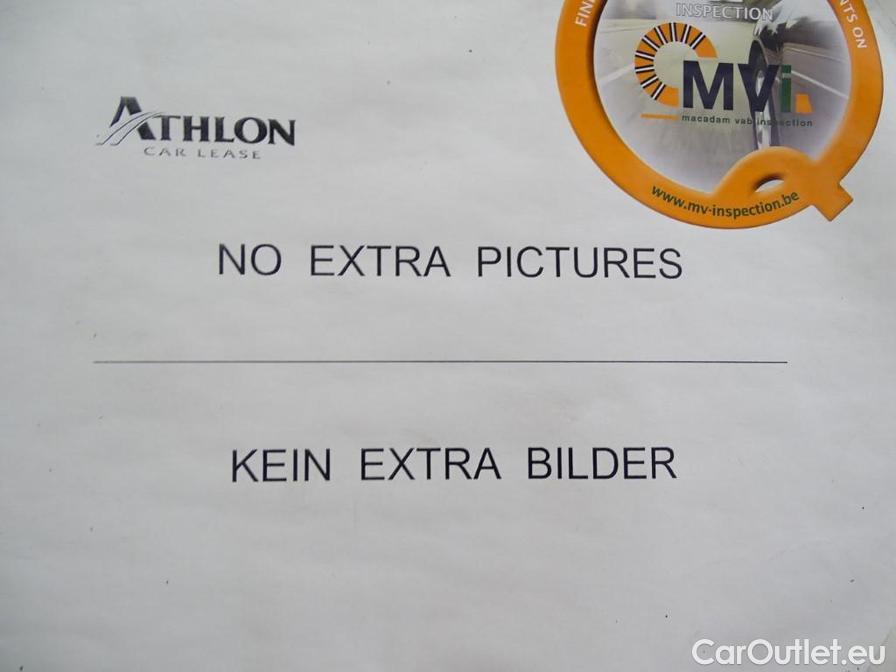 INSPECTION
MVi.
macadam vab inspection
www.mv-inspection.be
ATHLON
CAR LEASE
NO EXTRA PICTURES
KEIN EXTRA BILDER
CarOutlet.eu